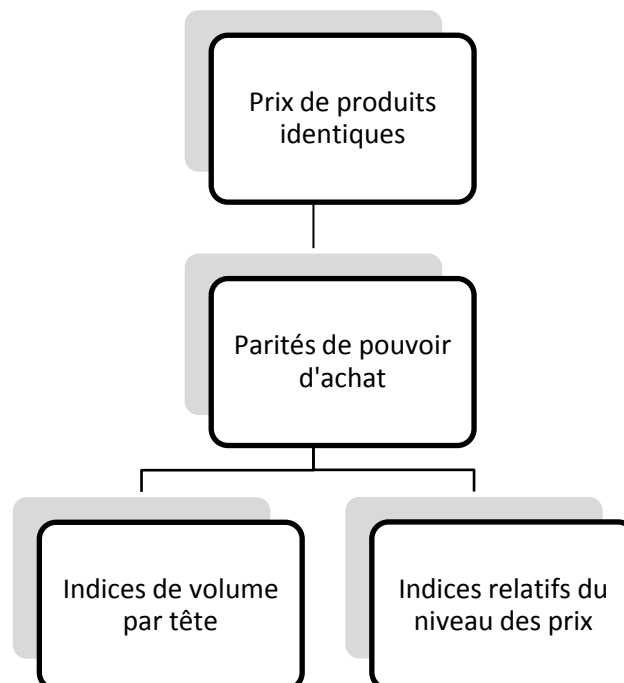 Prix de produits
identiques
Parités de pouvoir
d'achat
Indices de volume
par tête
Indices relatifs du
niveau des prix